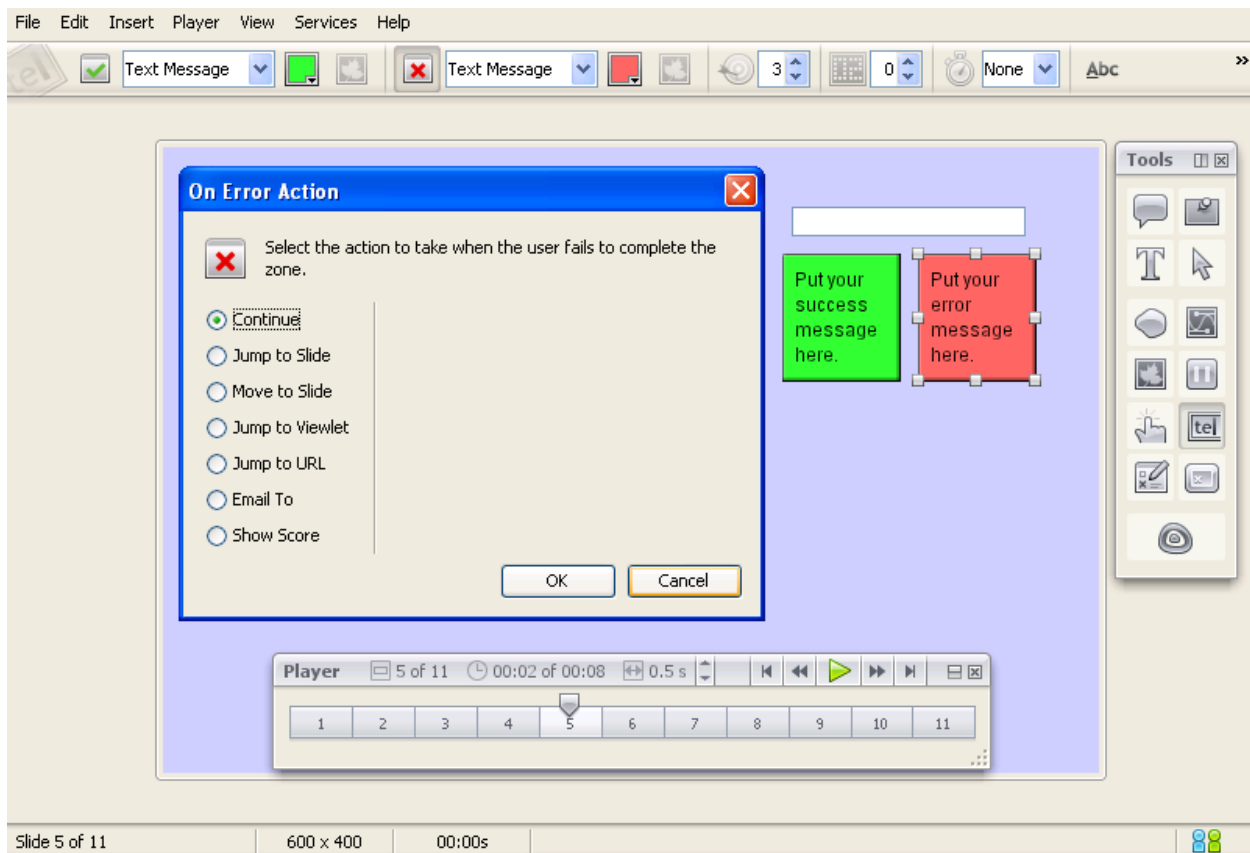 File Edit Insert Player View Services Help
tel Text Message Text Message 3 0 None Abc »
Tools
On Error Action
Select the action to take when the user fails to complete the
zone.
Continue
Jump to Slide
Move to Slide
Jump to Viewlet
Jump to URL
Email To
Show Score
OK Cancel
Put your
success
message
here.
Put your
error
message
here.
T
tel
Player 5 of 11 00:02 of 00:08 0.5 s
1 2 3 4 5 6 7 8 9 10 11
Slide 5 of 11 600 x 400 00:00s